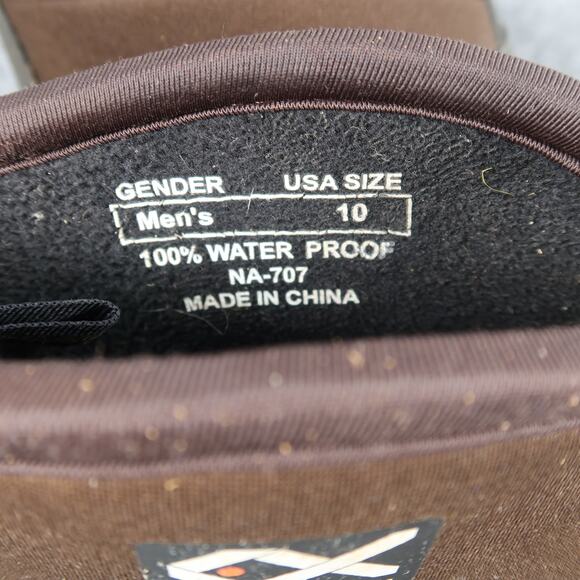 GENDER USA SIZE
Men's 10
100% WATER PROOF
NA-707
MADE IN CHINA